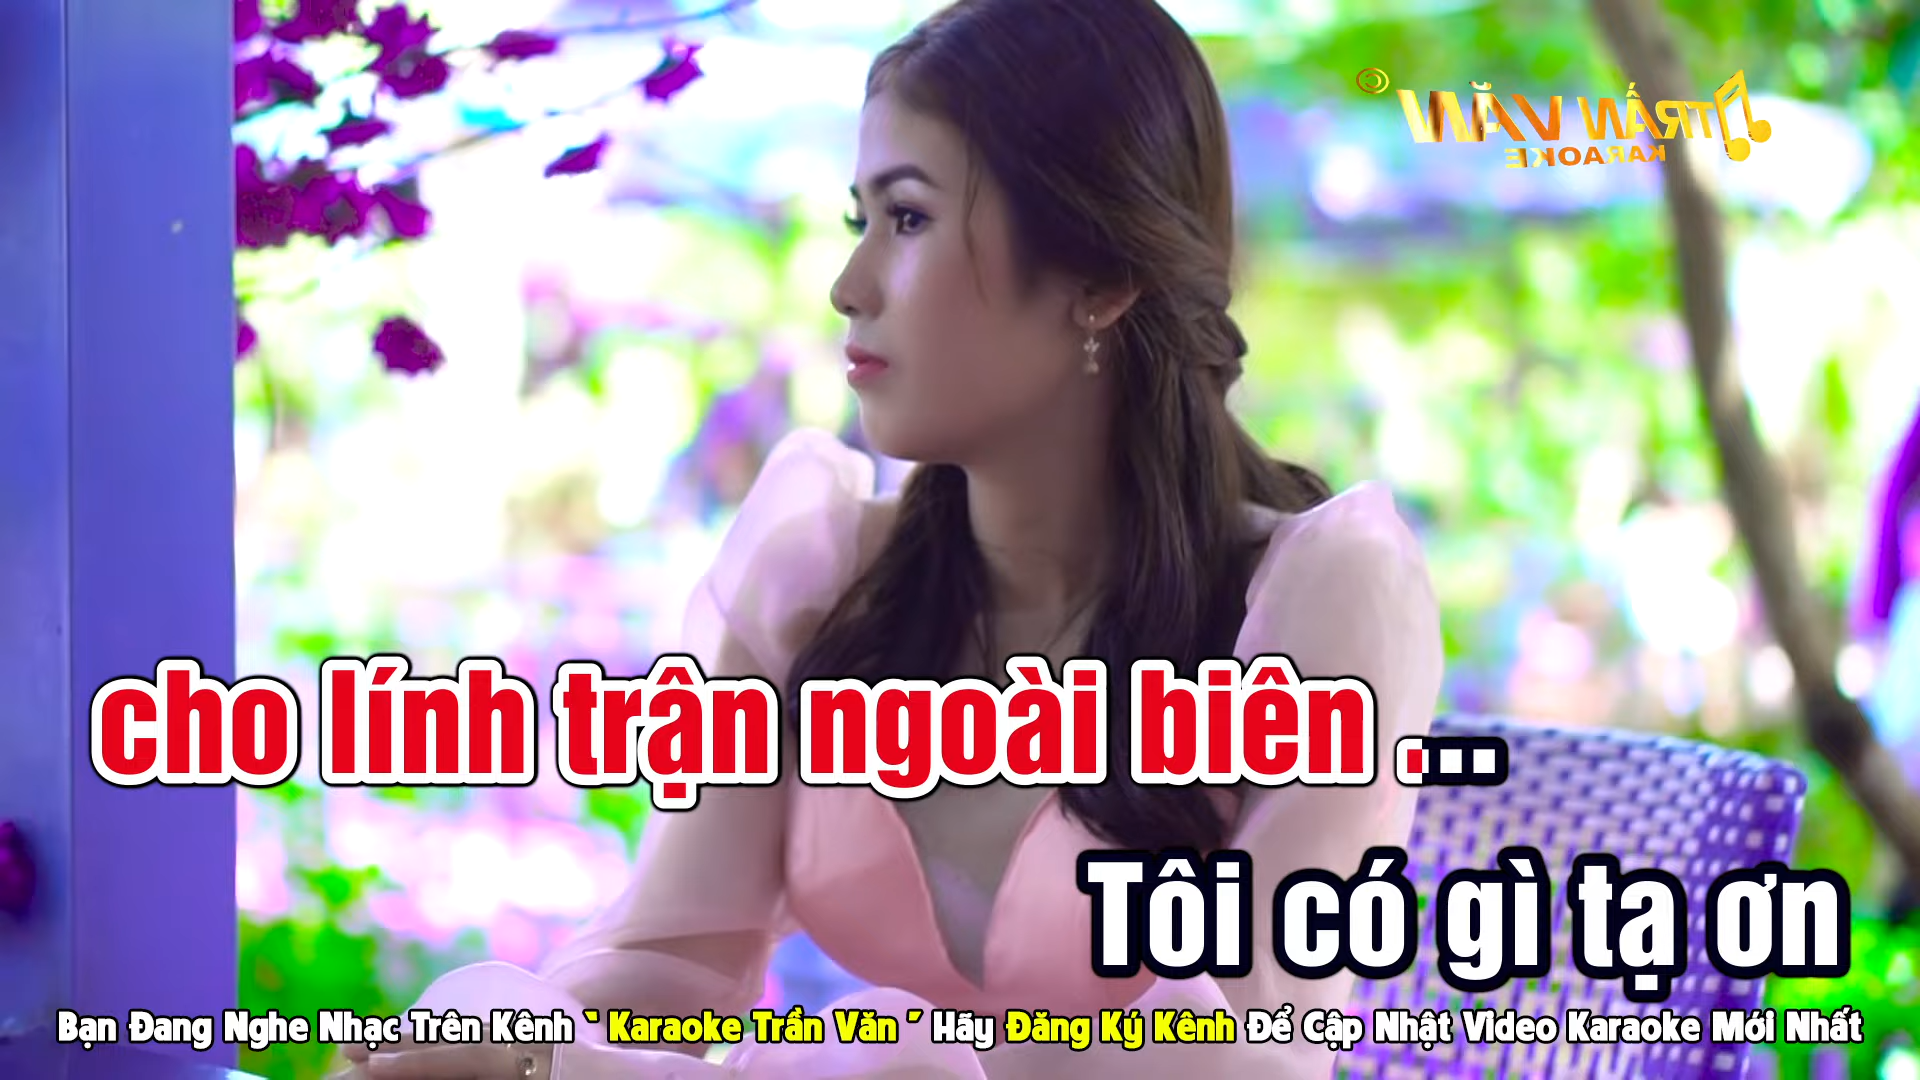 TRẦN VĂN ©
KARAOKE
cho lính trận ngoài biên ...
Tôi có gì tạ ơn
Bạn Đang Nghe Nhạc Trên Kênh ‵ Karaoke Trần Văn ′ Hãy Đăng Ký Kênh Để Cập Nhật Video Karaoke Mới Nhất